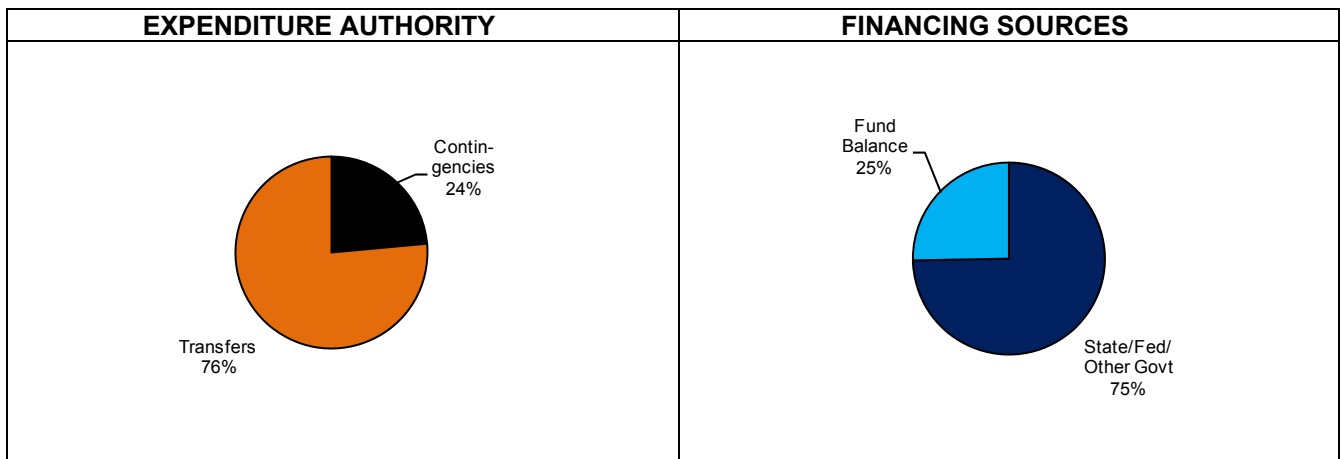 EXPENDITURE AUTHORITY
Contin-
gencies
24%
Transfers
76%
FINANCING SOURCES
Fund
Balance
25%
State/Fed/
Other Govt
75%